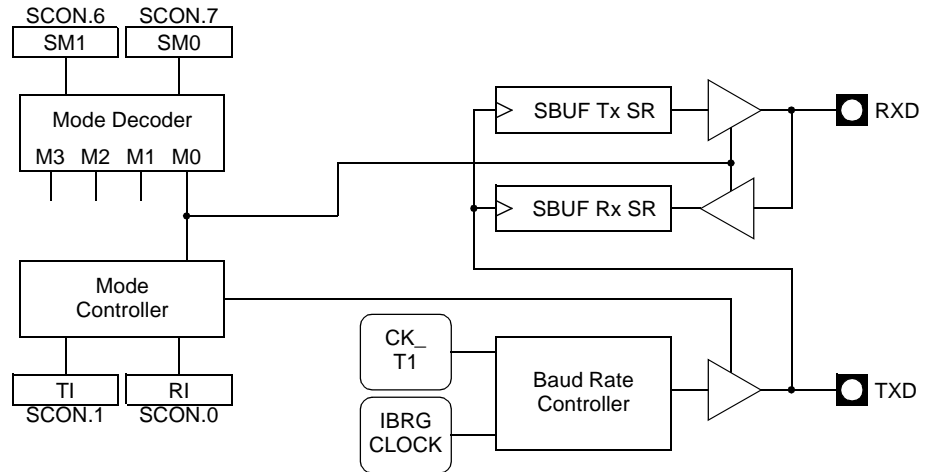 SCON.6 SCON.7
SM1 SM0
Mode Decoder
M3 M2 M1 M0
SBUF Tx SR
RXD
SBUF Rx SR
Mode
Controller
CK_
T1
Baud Rate
Controller
TXD
TI RI
SCON.1 SCON.0
IBRG
CLOCK